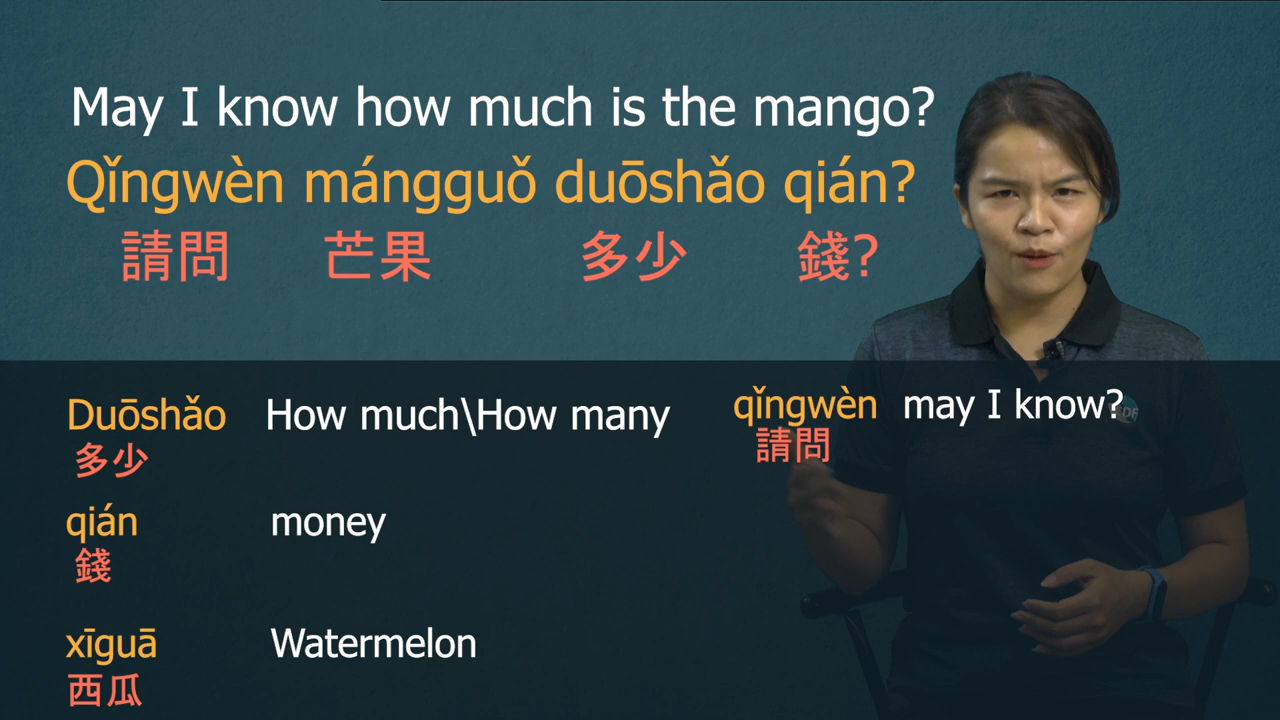 May I know how much is the mango?
Qǐngwèn mángguǒ duōshǎo qián?
請問 芒果 多少 錢?
Duōshǎo How much\How many
多少
qián money
錢
xīguā Watermelon
西瓜
qǐngwèn may I know?
請問